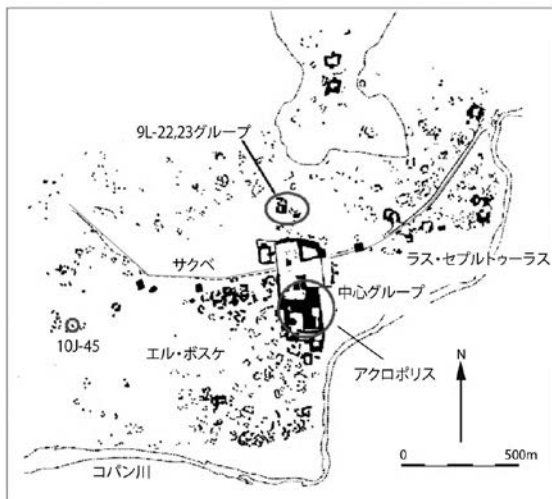 9L-22,23グループ
サクベ
ラス・セプルトゥーラス
中心グループ
10J-45
エル・ボスケ
アクロポリス
N
0
500m
コパン川